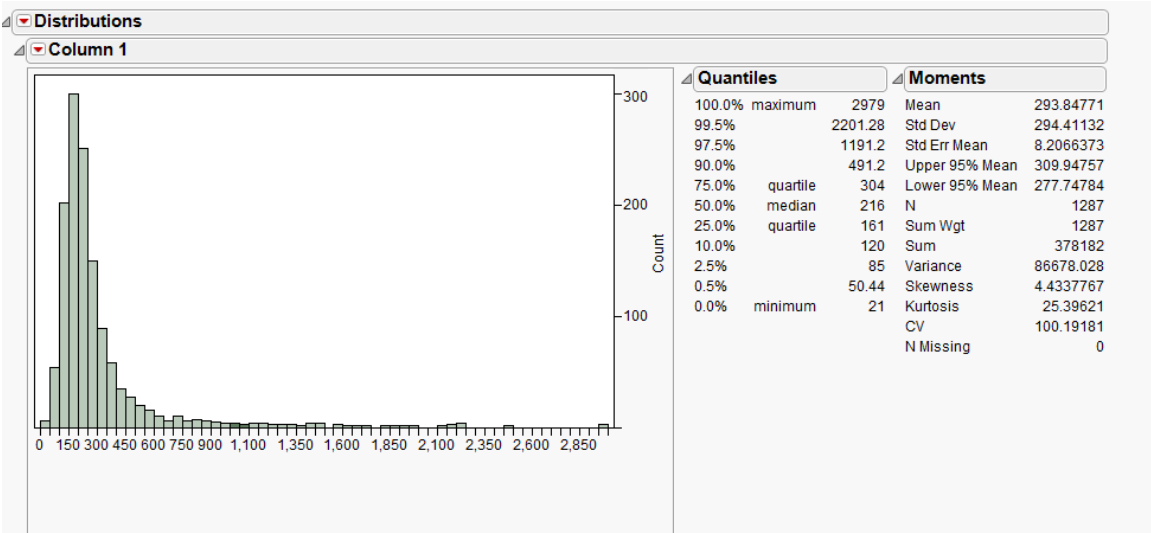 Distributions
Column 1
300
200
100
Count
0 150 300 450 600 750 900 1,100 1,350 1,600 1,850 2,100 2,350 2,600 2,850
Quantiles
100.0% maximum 2979
99.5% 2201.28
97.5% 1191.2
90.0% 491.2
75.0% quartile 304
50.0% median 216
25.0% quartile 161
10.0% 120
2.5% 85
0.5% 50.44
0.0% minimum 21
Moments
Mean 293.84771
Std Dev 294.41132
Std Err Mean 8.2066373
Upper 95% Mean 309.94757
Lower 95% Mean 277.74784
N 1287
Sum Wgt 1287
Sum 378182
Variance 86678.028
Skewness 4.4337767
Kurtosis 25.39621
CV 100.19181
N Missing 0